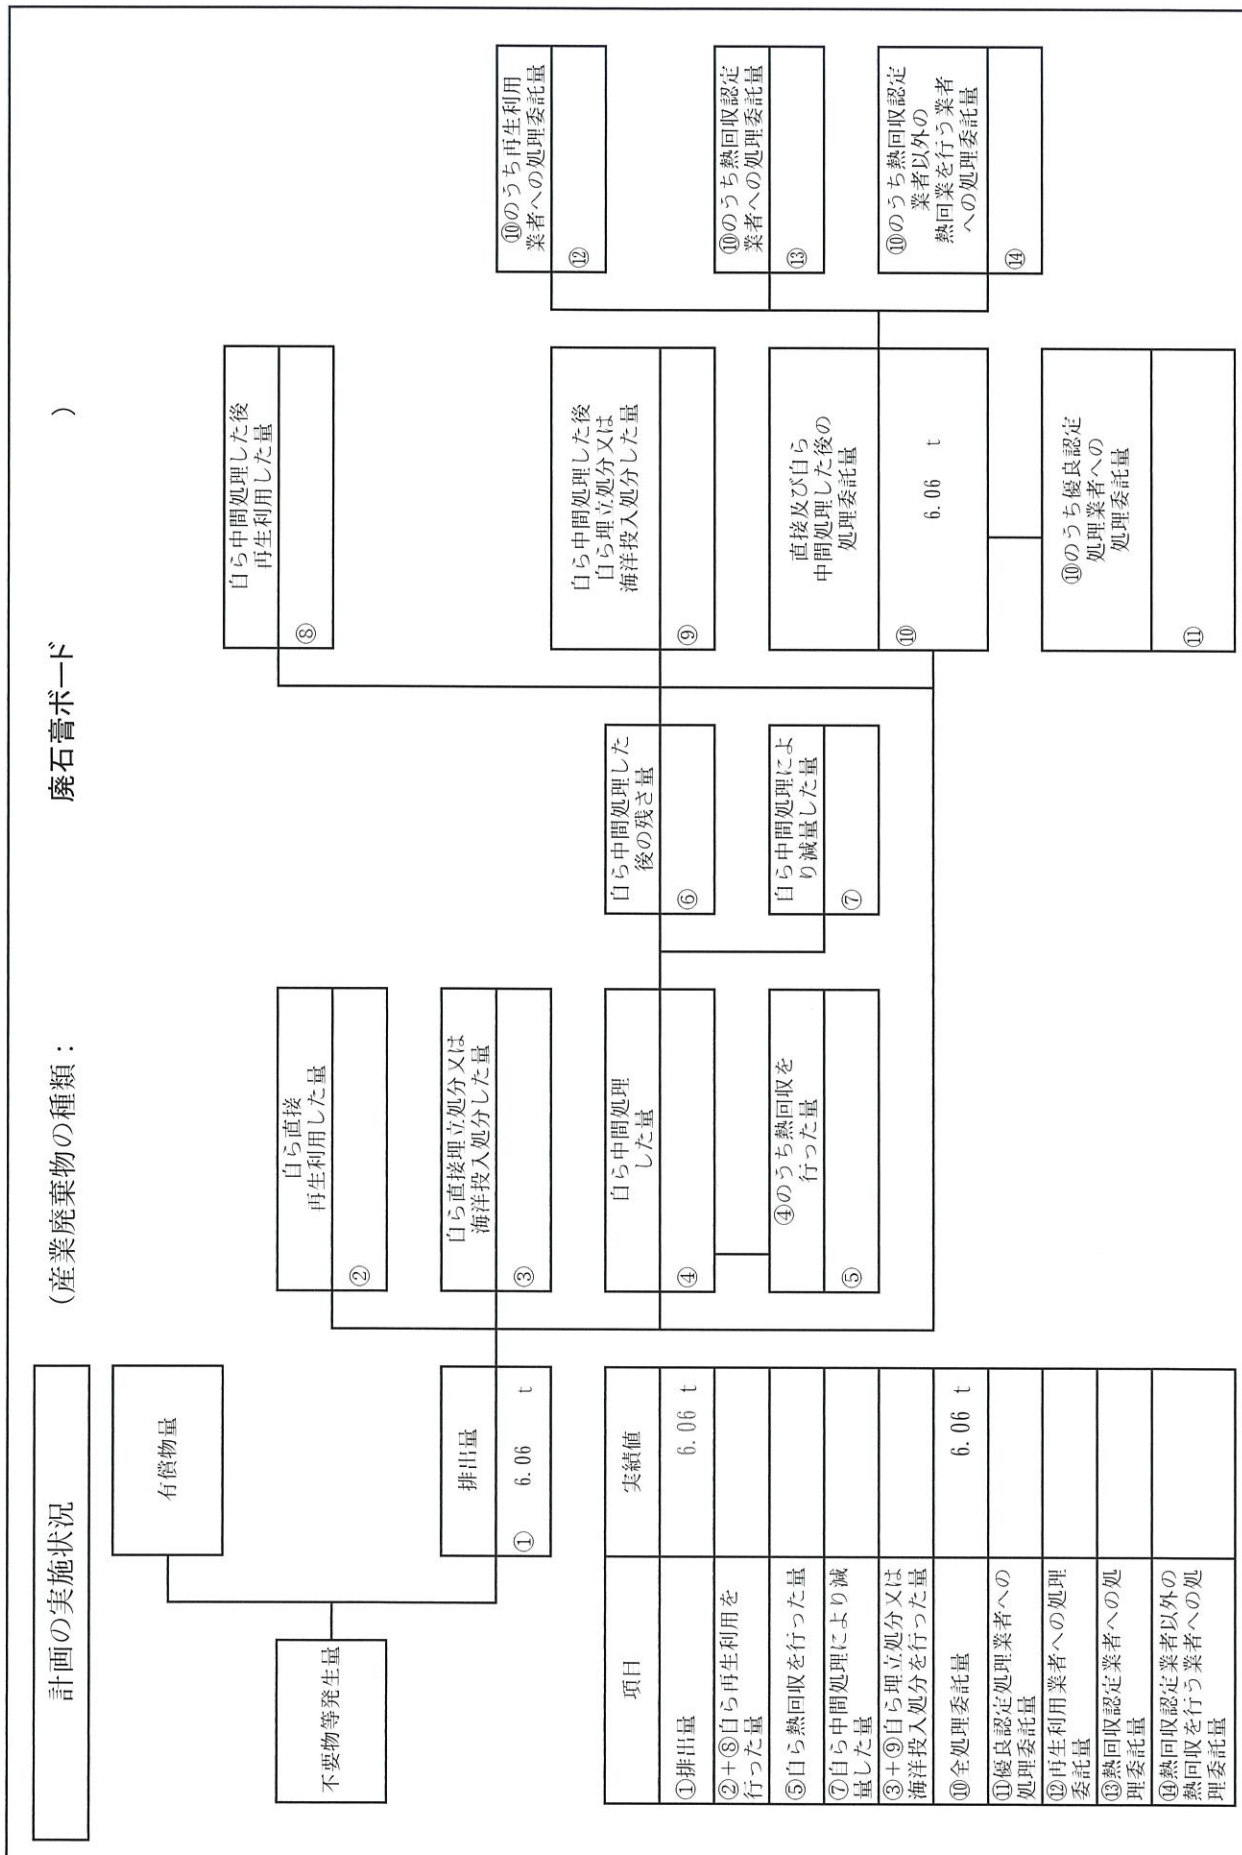 計画の実施状況
(産業廃棄物の種類：
廃石膏ボード
)
不要物等発生量
有償物量
排出量
① 6.06 t
自ら直接
再生利用した量
②
自ら直接埋立処分又は
海洋投入処分した量
③
自ら中間処理
した量
④
④のうち熱回収を
行った量
⑤
自ら中間処理した
後の残さ量
⑥
自ら中間処理によ
り減量した量
⑦
自ら中間処理した後
再生利用した量
⑧
自ら中間処理した後
自ら埋立処分又は
海洋投入処分した量
⑨
直接及び自ら
中間処理した後の
処理委託量
⑩ 6.06 t
⑩のうち優良認定
処理業者への
処理委託量
⑪
⑩のうち再生利用
業者への処理委託量
⑫
⑩のうち熱回収認定
業者への処理委託量
⑬
⑩のうち熱回収認定
業者以外の
熱回業を行う業者
への処理委託量
⑭
項目 実績値
①排出量 6.06 t
②＋⑧自ら再生利用を
行った量
⑤自ら熱回収を行った量
⑦自ら中間処理により減
量した量
③＋⑨自ら埋立処分又は
海洋投入処分を行った量
⑩全処理委託量 6.06 t
⑪優良認定処理業者への
処理委託量
⑫再生利用業者への処理
委託量
⑬熱回収認定業者への処
理委託量
⑭熱回収認定業者以外の
熱回収を行う業者への処
理委託量